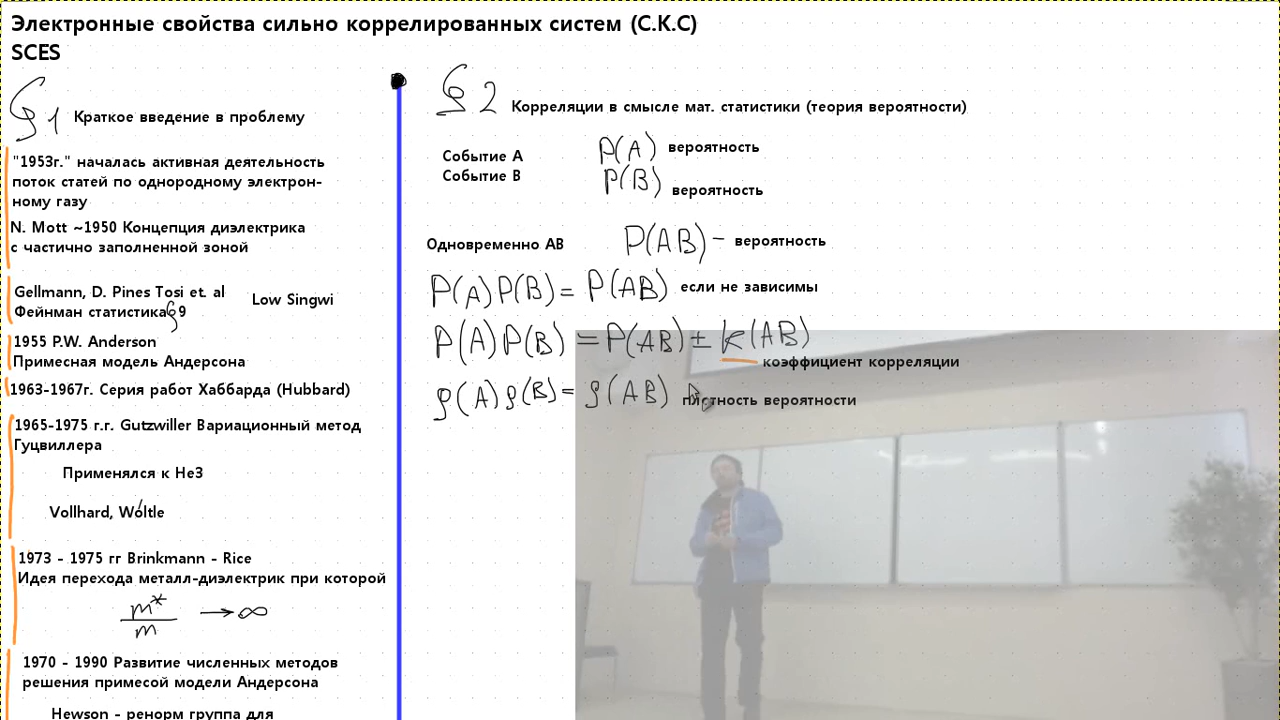 Электронные свойства сильно коррелированных систем (С.К.С)
SCES
§ 1 Краткое введение в проблему
"1953г." началась активная деятельность
поток статей по однородному электрон-
ному газу
N. Mott ~1950 Концепция диэлектрика
с частично заполненной зоной
Gellmann, D. Pines Tosi et. al Low Singwi
Фейнман статистика § 9
1955 P.W. Anderson
Примесная модель Андерсона
1963-1967г. Серия работ Хаббарда (Hubbard)
1965-1975 г.г. Gutzwiller Вариационный метод
Гуцвиллера
Применялся к He3
Vollhard, Woltle
1973 - 1975 гг Brinkmann - Rice
Идея перехода металл-диэлектрик при которой
m*/m → ∞
1970 - 1990 Развитие численных методов
решения примесой модели Андерсона
Hewson - ренорм группа для
§ 2 Корреляции в смысле мат. статистики (теория вероятности)
Событие A P(A) вероятность
Событие B P(B) вероятность
Одновременно AB P(AB) – вероятность
P(A)P(B) = P(AB) если не зависимы
P(A)P(B) = P(AB) ± K(AB)
коэффициент корреляции
ρ(A)ρ(B) = ρ(AB) плотность вероятности